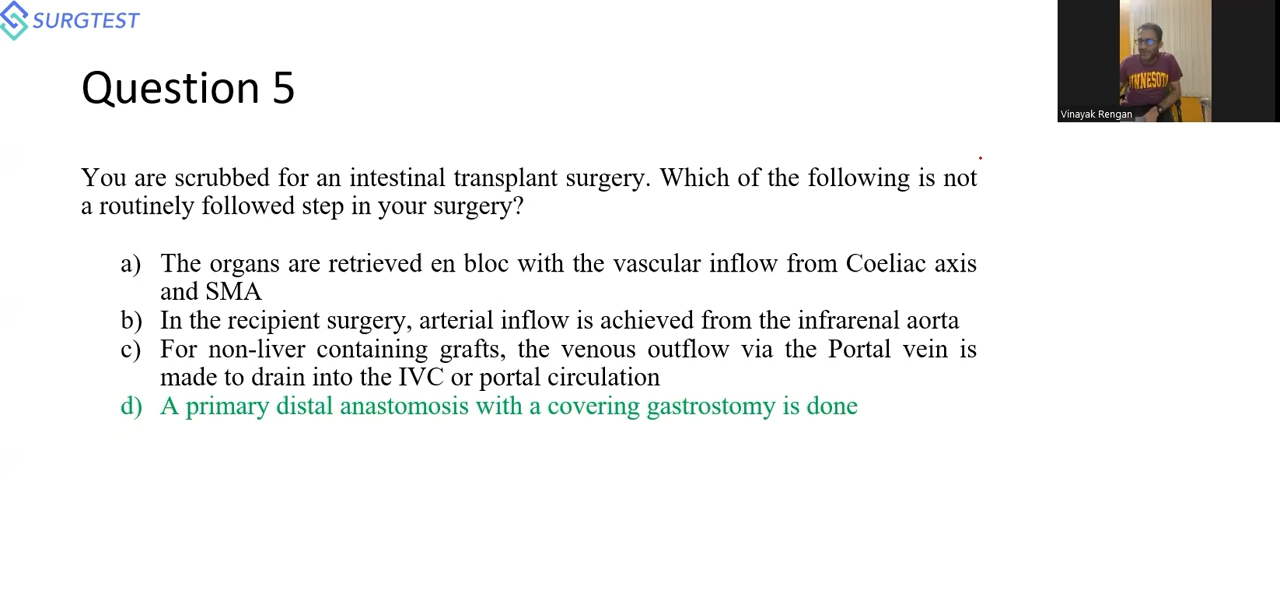 SURGTEST
Question 5
Vinayak Rengan
You are scrubbed for an intestinal transplant surgery. Which of the following is not
a routinely followed step in your surgery?
a) The organs are retrieved en bloc with the vascular inflow from Coeliac axis
and SMA
b) In the recipient surgery, arterial inflow is achieved from the infrarenal aorta
c) For non-liver containing grafts, the venous outflow via the Portal vein is
made to drain into the IVC or portal circulation
d) A primary distal anastomosis with a covering gastrostomy is done